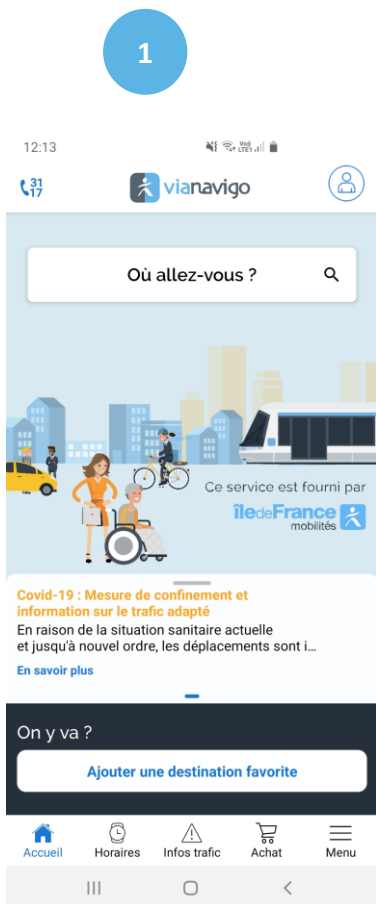 1
12:13
Vo))
LTE1
31
17
vianavigo
Où allez-vous ?
Ce service est fourni par
îledeFrance
mobilités
Covid-19 : Mesure de confinement et
information sur le trafic adapté
En raison de la situation sanitaire actuelle
et jusqu'à nouvel ordre, les déplacements sont i...
En savoir plus
On y va ?
Ajouter une destination favorite
Accueil Horaires Infos trafic Achat Menu